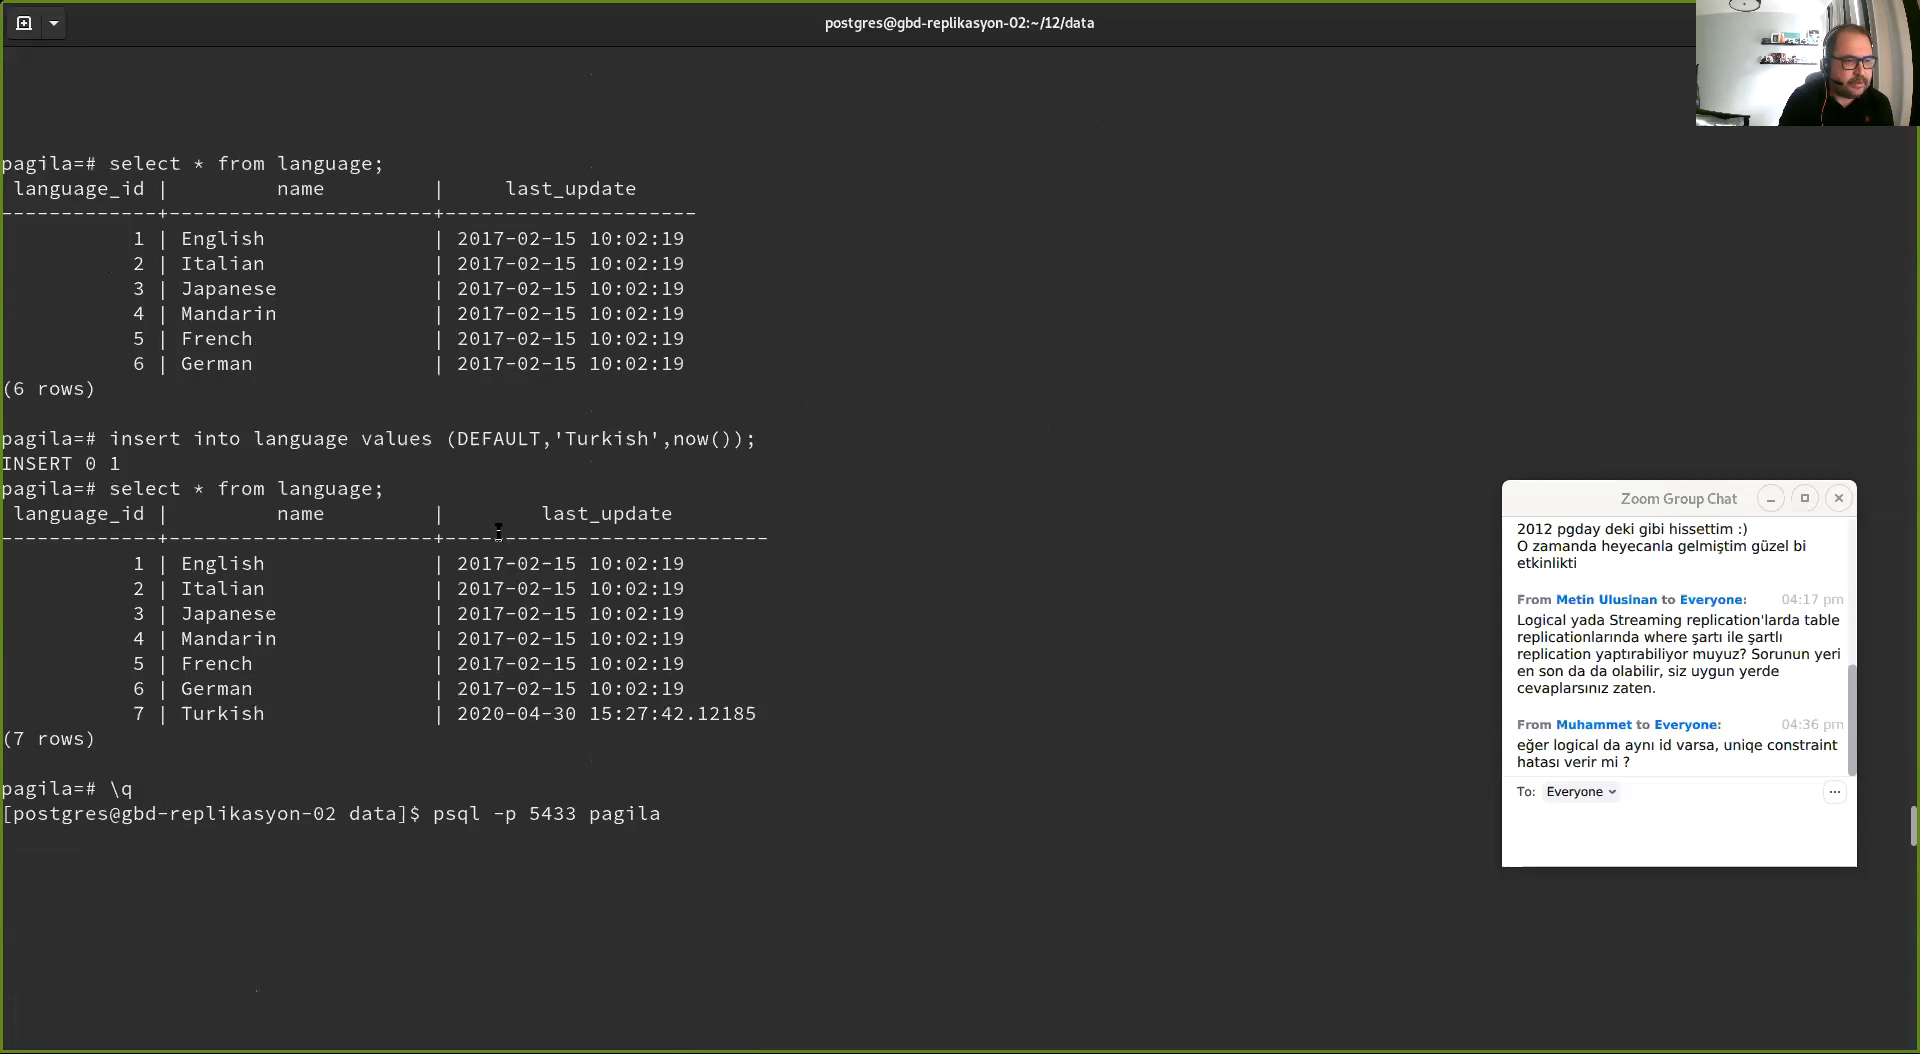 postgres@gbd-replikasyon-02:~/12/data
pagila=# select * from language;
language_id | name | last_update
-------------+----------------------+---------------------
1 | English | 2017-02-15 10:02:19
2 | Italian | 2017-02-15 10:02:19
3 | Japanese | 2017-02-15 10:02:19
4 | Mandarin | 2017-02-15 10:02:19
5 | French | 2017-02-15 10:02:19
6 | German | 2017-02-15 10:02:19
(6 rows)
pagila=# insert into language values (DEFAULT,'Turkish',now());
INSERT 0 1
pagila=# select * from language;
language_id | name | last_update
-------------+----------------------+---------------------------
1 | English | 2017-02-15 10:02:19
2 | Italian | 2017-02-15 10:02:19
3 | Japanese | 2017-02-15 10:02:19
4 | Mandarin | 2017-02-15 10:02:19
5 | French | 2017-02-15 10:02:19
6 | German | 2017-02-15 10:02:19
7 | Turkish | 2020-04-30 15:27:42.12185
(7 rows)
pagila=# \q
[postgres@gbd-replikasyon-02 data]$ psql -p 5433 pagila
Zoom Group Chat
2012 pgday deki gibi hissettim :)
O zamanda heyecanla gelmiştim güzel bi
etkinlikti
From Metin Ulusinan to Everyone: 04:17 pm
Logical yada Streaming replication'larda table
replicationlarında where şartı ile şartlı
replication yaptırabiliyor muyuz? Sorunun yeri
en son da da olabilir, siz uygun yerde
cevaplarsınız zaten.
From Muhammet to Everyone: 04:36 pm
eğer logical da aynı id varsa, uniqe constraint
hatası verir mi ?
To: Everyone